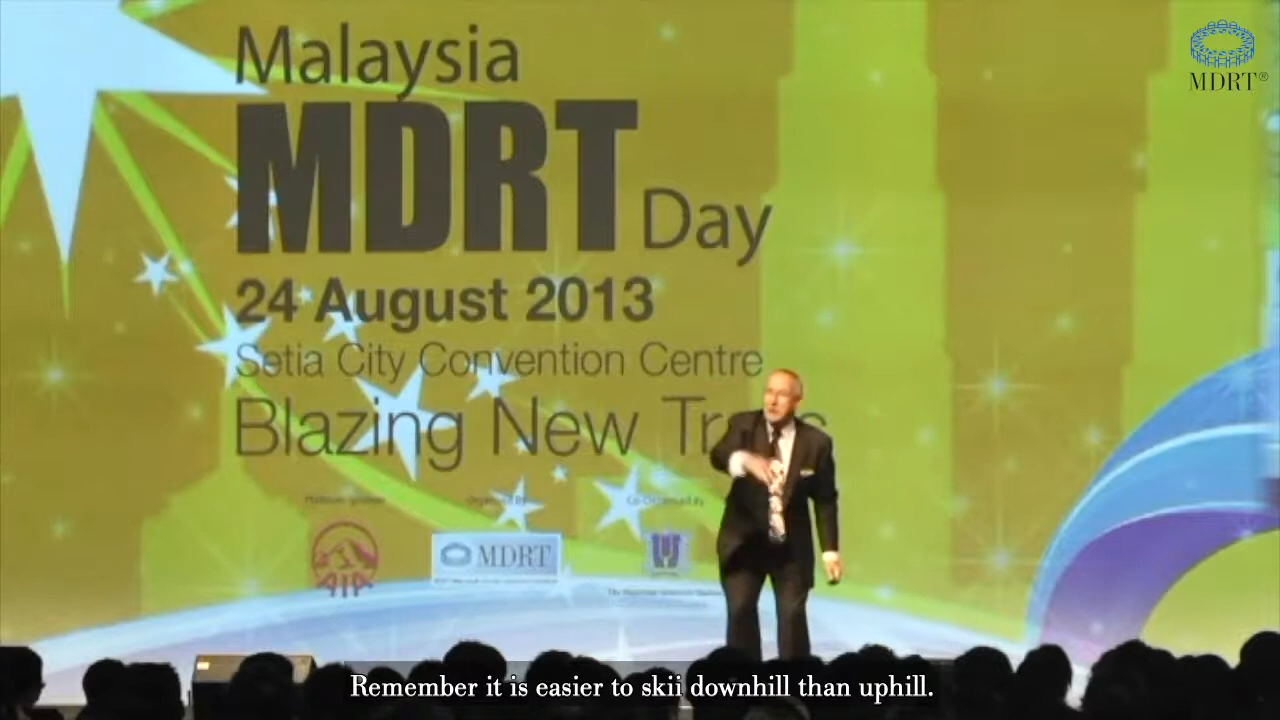 Malaysia
MDRT Day
24 August 2013
Setia City Convention Centre
Blazing New
MDRT®
AIA
MDRT
Remember it is easier to skii downhill than uphill.